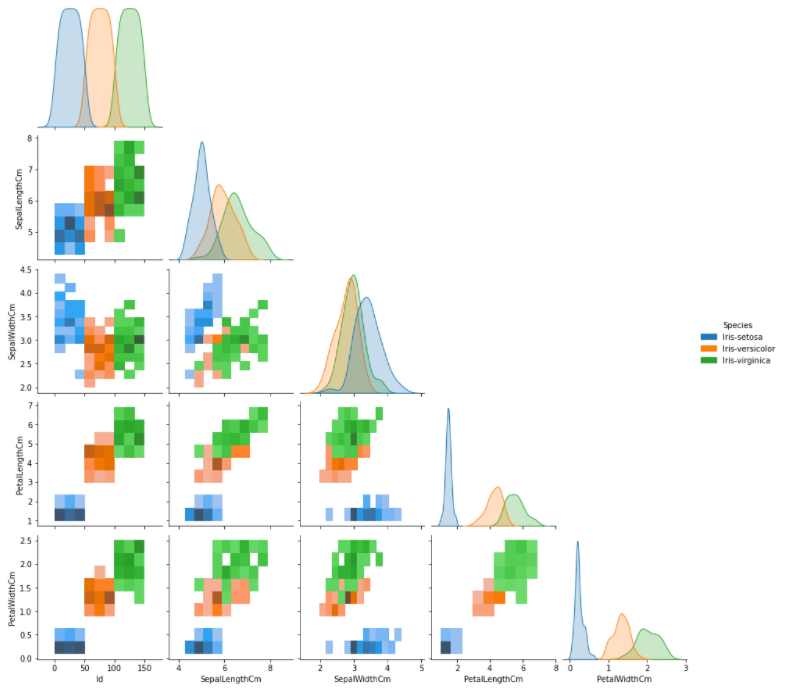 8
7
6
5
SepalLengthCm
4.5
4.0
3.5
3.0
2.5
2.0
SepalWidthCm
Species
Iris-setosa
Iris-versicolor
Iris-virginica
7
6
5
4
3
2
1
PetalLengthCm
2.5
2.0
1.5
1.0
0.5
0.0
PetalWidthCm
0 50 100 150
Id
4 6 8
SepalLengthCm
2 3 4 5
SepalWidthCm
2 4 6 8
PetalLengthCm
0 1 2 3
PetalWidthCm